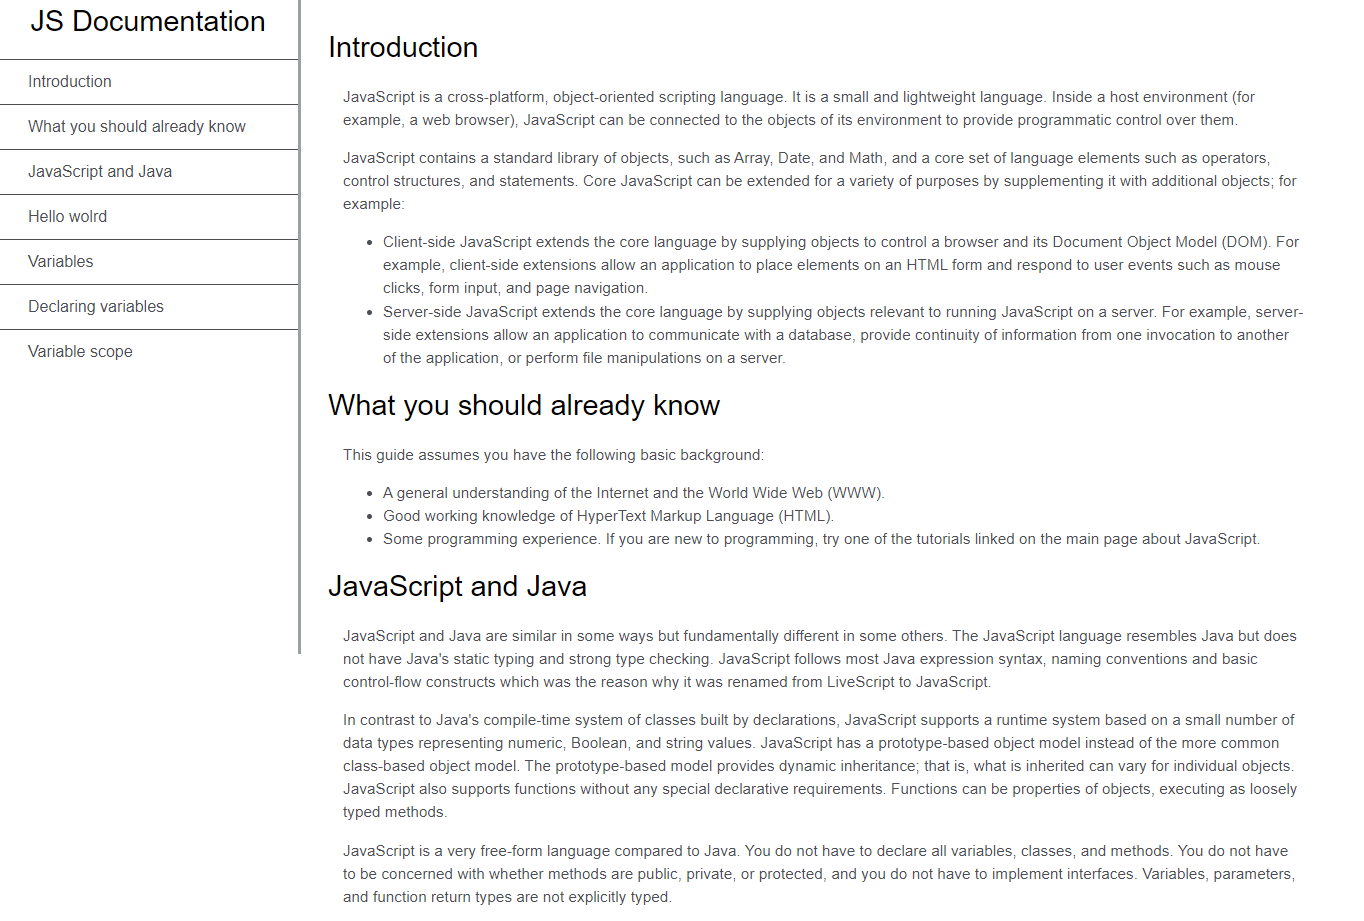 JS Documentation
Introduction
What you should already know
JavaScript and Java
Hello wolrd
Variables
Declaring variables
Variable scope
Introduction
JavaScript is a cross-platform, object-oriented scripting language. It is a small and lightweight language. Inside a host environment (for
example, a web browser), JavaScript can be connected to the objects of its environment to provide programmatic control over them.
JavaScript contains a standard library of objects, such as Array, Date, and Math, and a core set of language elements such as operators,
control structures, and statements. Core JavaScript can be extended for a variety of purposes by supplementing it with additional objects; for
example:
• Client-side JavaScript extends the core language by supplying objects to control a browser and its Document Object Model (DOM). For
example, client-side extensions allow an application to place elements on an HTML form and respond to user events such as mouse
clicks, form input, and page navigation.
• Server-side JavaScript extends the core language by supplying objects relevant to running JavaScript on a server. For example, server-
side extensions allow an application to communicate with a database, provide continuity of information from one invocation to another
of the application, or perform file manipulations on a server.
What you should already know
This guide assumes you have the following basic background:
• A general understanding of the Internet and the World Wide Web (WWW).
• Good working knowledge of HyperText Markup Language (HTML).
• Some programming experience. If you are new to programming, try one of the tutorials linked on the main page about JavaScript.
JavaScript and Java
JavaScript and Java are similar in some ways but fundamentally different in some others. The JavaScript language resembles Java but does
not have Java's static typing and strong type checking. JavaScript follows most Java expression syntax, naming conventions and basic
control-flow constructs which was the reason why it was renamed from LiveScript to JavaScript.
In contrast to Java's compile-time system of classes built by declarations, JavaScript supports a runtime system based on a small number of
data types representing numeric, Boolean, and string values. JavaScript has a prototype-based object model instead of the more common
class-based object model. The prototype-based model provides dynamic inheritance; that is, what is inherited can vary for individual objects.
JavaScript also supports functions without any special declarative requirements. Functions can be properties of objects, executing as loosely
typed methods.
JavaScript is a very free-form language compared to Java. You do not have to declare all variables, classes, and methods. You do not have
to be concerned with whether methods are public, private, or protected, and you do not have to implement interfaces. Variables, parameters,
and function return types are not explicitly typed.